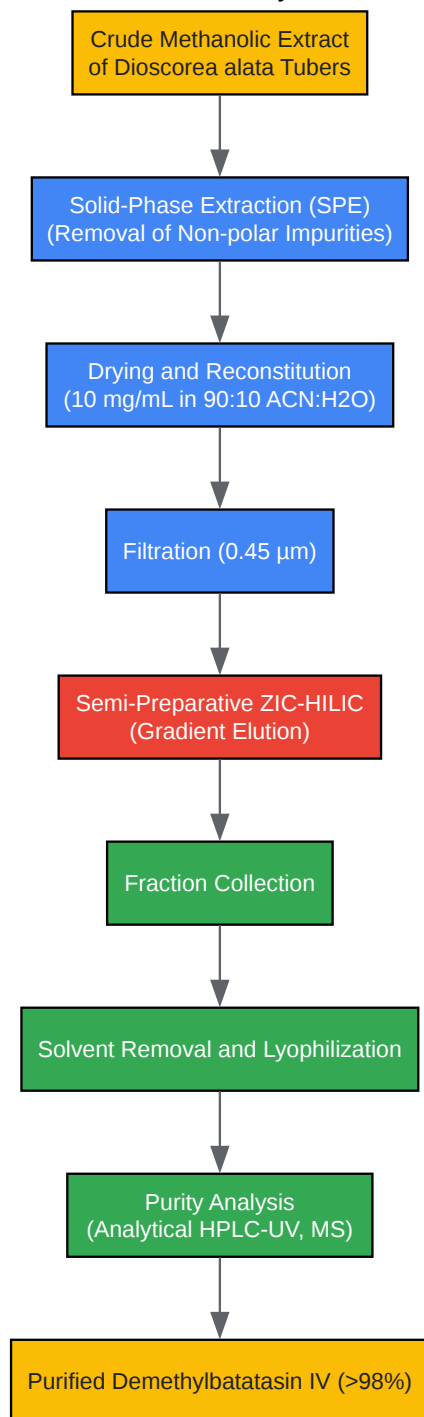 Crude Methanolic Extract
of Dioscorea alata Tubers
Solid-Phase Extraction (SPE)
(Removal of Non-polar Impurities)
Drying and Reconstitution
(10 mg/mL in 90:10 ACN:H2O)
Filtration (0.45 µm)
Semi-Preparative ZIC-HILIC
(Gradient Elution)
Fraction Collection
Solvent Removal and Lyophilization
Purity Analysis
(Analytical HPLC-UV, MS)
Purified Demethylbatatasin IV (>98%)